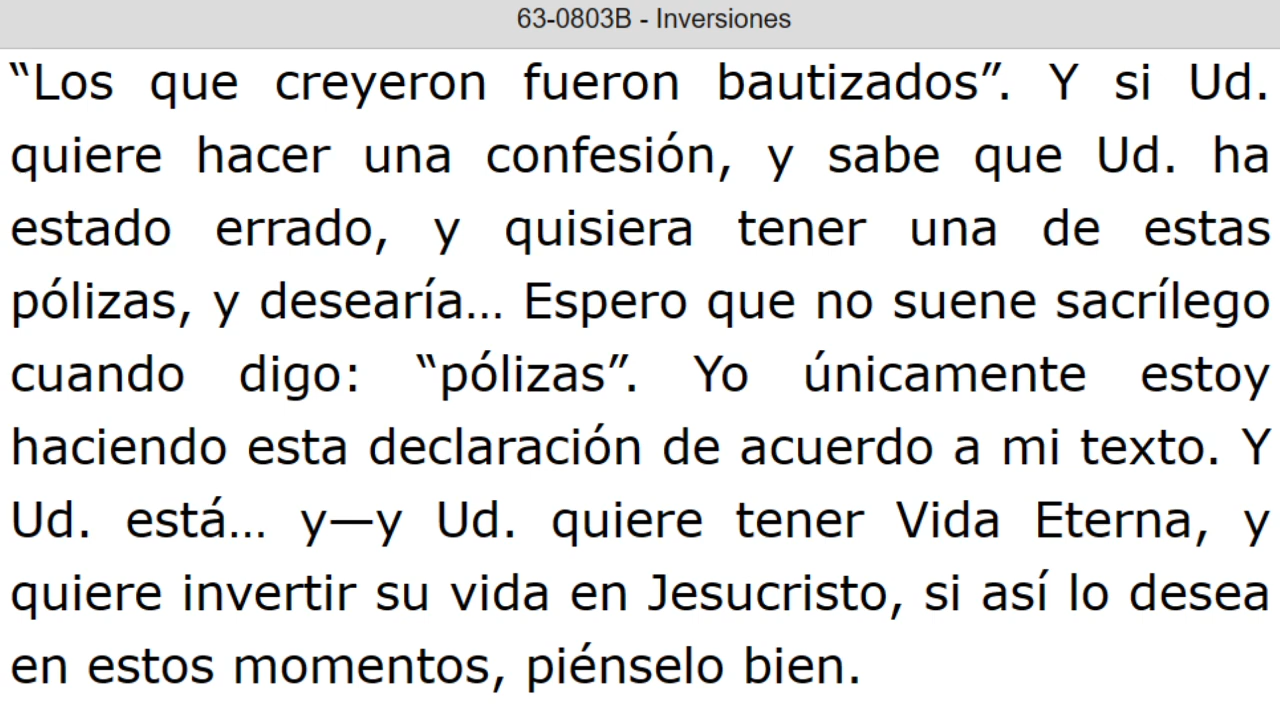 63-0803B - Inversiones
“Los que creyeron fueron bautizados”. Y si Ud.
quiere hacer una confesión, y sabe que Ud. ha
estado errado, y quisiera tener una de estas
pólizas, y desearía... Espero que no suene sacrílego
cuando digo: “pólizas”. Yo únicamente estoy
haciendo esta declaración de acuerdo a mi texto. Y
Ud. está... y—y Ud. quiere tener Vida Eterna, y
quiere invertir su vida en Jesucristo, si así lo desea
en estos momentos, piénselo bien.